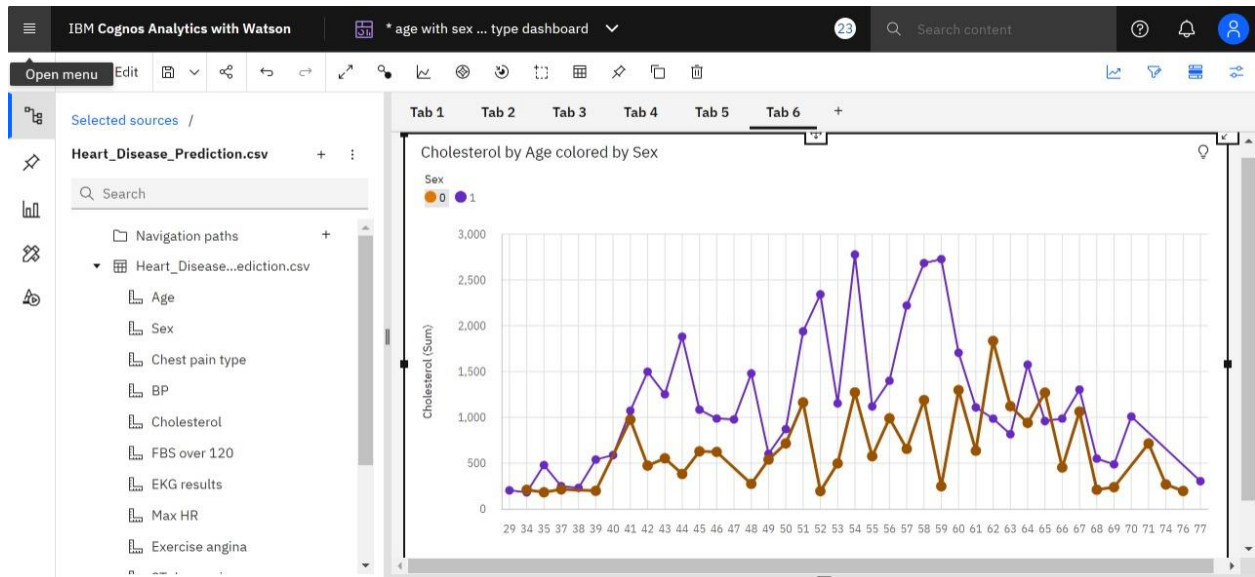 IBM Cognos Analytics with Watson
* age with sex ... type dashboard
23
Search content
Open menu
Edit
Tab 1 Tab 2 Tab 3 Tab 4 Tab 5 Tab 6 +
Selected sources /
Heart_Disease_Prediction.csv + :
Search
Navigation paths +
Heart_Disease...ediction.csv
Age
Sex
Chest pain type
BP
Cholesterol
FBS over 120
EKG results
Max HR
Exercise angina
Cholesterol by Age colored by Sex
Sex
0 1
3,000
2,500
2,000
1,500
1,000
500
0
Cholesterol (Sum)
29 34 35 37 38 39 40 41 42 43 44 45 46 47 48 49 50 51 52 53 54 55 56 57 58 59 60 61 62 63 64 65 66 67 68 69 70 71 74 76 77